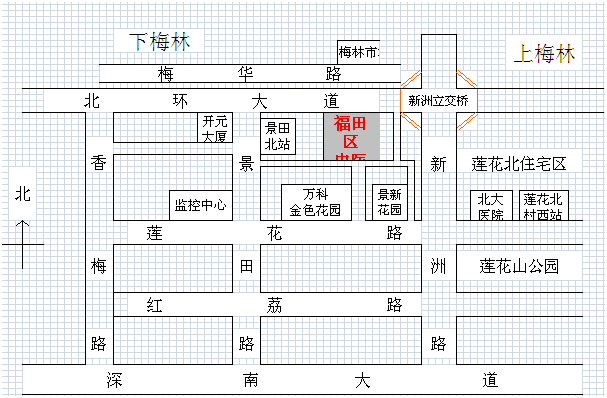 下梅林
上梅林
梅林市
梅华路
北环大道
新洲立交桥
开元
大厦
景田
北站
福田
区
香梅路
景田路
新洲路
莲花北住宅区
北
监控中心
万科
金色花园
景新
花园
北大
医院
莲花北
村西站
莲花路
莲花山公园
红荔路
深南大道